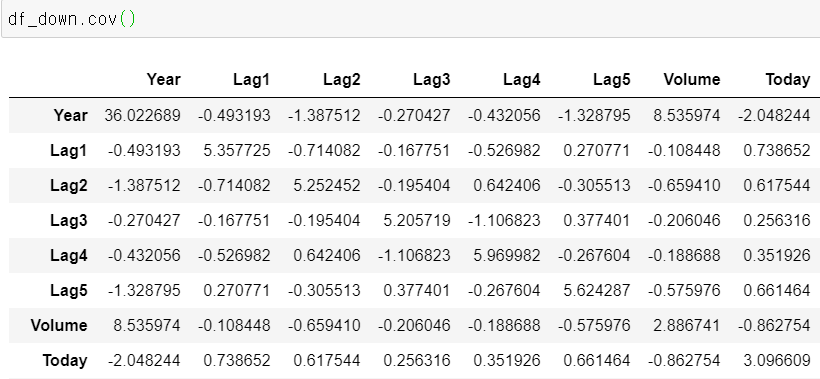 df_down.cov()
Year Lag1 Lag2 Lag3 Lag4 Lag5 Volume Today
Year 36.022689 -0.493193 -1.387512 -0.270427 -0.432056 -1.328795 8.535974 -2.048244
Lag1 -0.493193 5.357725 -0.714082 -0.167751 -0.526982 0.270771 -0.108448 0.738652
Lag2 -1.387512 -0.714082 5.252452 -0.195404 0.642406 -0.305513 -0.659410 0.617544
Lag3 -0.270427 -0.167751 -0.195404 5.205719 -1.106823 0.377401 -0.206046 0.256316
Lag4 -0.432056 -0.526982 0.642406 -1.106823 5.969982 -0.267604 -0.188688 0.351926
Lag5 -1.328795 0.270771 -0.305513 0.377401 -0.267604 5.624287 -0.575976 0.661464
Volume 8.535974 -0.108448 -0.659410 -0.206046 -0.188688 -0.575976 2.886741 -0.862754
Today -2.048244 0.738652 0.617544 0.256316 0.351926 0.661464 -0.862754 3.096609